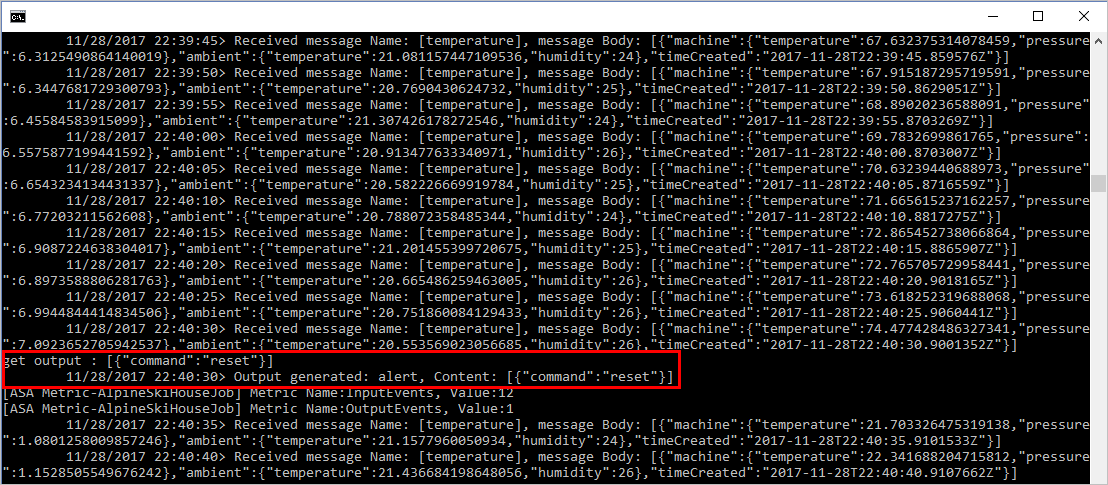 C:\.
11/28/2017 22:39:45> Received message Name: [temperature], message Body: [{"machine":{"temperature":67.632375314078459,"pressure
":6.3125490864140019},"ambient":{"temperature":21.081157447109536,"humidity":24},"timeCreated":"2017-11-28T22:39:45.859576Z"}]
11/28/2017 22:39:50> Received message Name: [temperature], message Body: [{"machine":{"temperature":67.915187295719591,"pressure
":6.3447681729300793},"ambient":{"temperature":20.7690430624732,"humidity":25},"timeCreated":"2017-11-28T22:39:50.8629051Z"}]
11/28/2017 22:39:55> Received message Name: [temperature], message Body: [{"machine":{"temperature":68.89020236588091,"pressure"
:6.45584583915099},"ambient":{"temperature":21.307426178272546,"humidity":24},"timeCreated":"2017-11-28T22:39:55.8703269Z"}]
11/28/2017 22:40:00> Received message Name: [temperature], message Body: [{"machine":{"temperature":69.7832699861765,"pressure":
6.5575877199441592},"ambient":{"temperature":20.913477633340971,"humidity":26},"timeCreated":"2017-11-28T22:40:00.8703007Z"}]
11/28/2017 22:40:05> Received message Name: [temperature], message Body: [{"machine":{"temperature":70.63239440688973,"pressure"
:6.6543234134431337},"ambient":{"temperature":20.582226669919784,"humidity":25},"timeCreated":"2017-11-28T22:40:05.8716559Z"}]
11/28/2017 22:40:10> Received message Name: [temperature], message Body: [{"machine":{"temperature":71.665615237162257,"pressure
":6.77203211562608},"ambient":{"temperature":20.788072358485344,"humidity":24},"timeCreated":"2017-11-28T22:40:10.8817275Z"}]
11/28/2017 22:40:15> Received message Name: [temperature], message Body: [{"machine":{"temperature":72.865452738066864,"pressure
":6.9087224638304017},"ambient":{"temperature":21.201455399720675,"humidity":25},"timeCreated":"2017-11-28T22:40:15.8865907Z"}]
11/28/2017 22:40:20> Received message Name: [temperature], message Body: [{"machine":{"temperature":72.765705729958441,"pressure
":6.8973588806281763},"ambient":{"temperature":20.665486259463005,"humidity":26},"timeCreated":"2017-11-28T22:40:20.9018165Z"}]
11/28/2017 22:40:25> Received message Name: [temperature], message Body: [{"machine":{"temperature":73.618252319688068,"pressure
":6.9944844414834506},"ambient":{"temperature":20.751860084129433,"humidity":26},"timeCreated":"2017-11-28T22:40:25.9060441Z"}]
11/28/2017 22:40:30> Received message Name: [temperature], message Body: [{"machine":{"temperature":74.477428486327341,"pressure
":7.0923652705942537},"ambient":{"temperature":20.553569023056685,"humidity":26},"timeCreated":"2017-11-28T22:40:30.9001352Z"}]
get output : [{"command":"reset"}]
11/28/2017 22:40:30> Output generated: alert, Content: [{"command":"reset"}]
[ASA Metric-AlpineSkiHouseJob] Metric Name:InputEvents, Value:12
[ASA Metric-AlpineSkiHouseJob] Metric Name:OutputEvents, Value:1
11/28/2017 22:40:35> Received message Name: [temperature], message Body: [{"machine":{"temperature":21.703326475319138,"pressure
":1.0801258009857246},"ambient":{"temperature":21.1577960050934,"humidity":24},"timeCreated":"2017-11-28T22:40:35.9101533Z"}]
11/28/2017 22:40:40> Received message Name: [temperature], message Body: [{"machine":{"temperature":22.341688204715812,"pressure
":1.1528505549676242},"ambient":{"temperature":21.436684198648056,"humidity":26},"timeCreated":"2017-11-28T22:40:40.9107662Z"}]